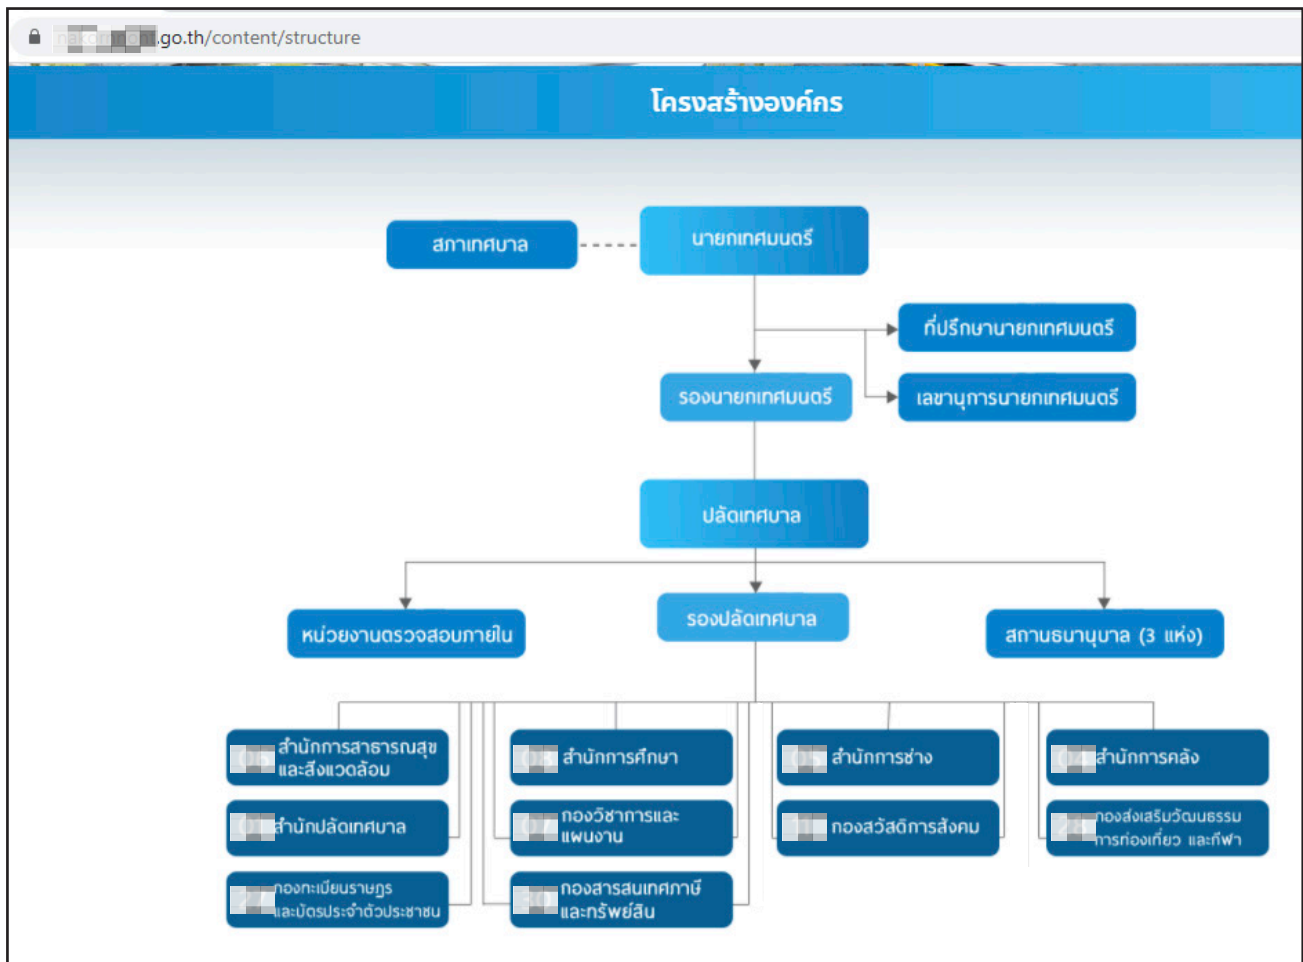 .go.th/content/structure
โครงสร้างองค์กร
สภาเทศบาล
นายกเทศมนตรี
ที่ปรึกษานายกเทศมนตรี
รองนายกเทศมนตรี
เลขานุการนายกเทศมนตรี
ปลัดเทศบาล
หน่วยงานตรวจสอบภายใน
รองปลัดเทศบาล
สถานธนานุบาล (3 แห่ง)
สำนักการสาธารณสุข
และสิ่งแวดล้อม
สำนักการศึกษา
สำนักการช่าง
สำนักการคลัง
สำนักปลัดเทศบาล
กองวิชาการและ
แผนงาน
กองสวัสดิการสังคม
กองส่งเสริมวัฒนธรรม
การท่องเที่ยว และกีฬา
กองทะเบียนราษฎร
และบัตรประจำตัวประชาชน
กองสารสนเทศภาษี
และทรัพย์สิน